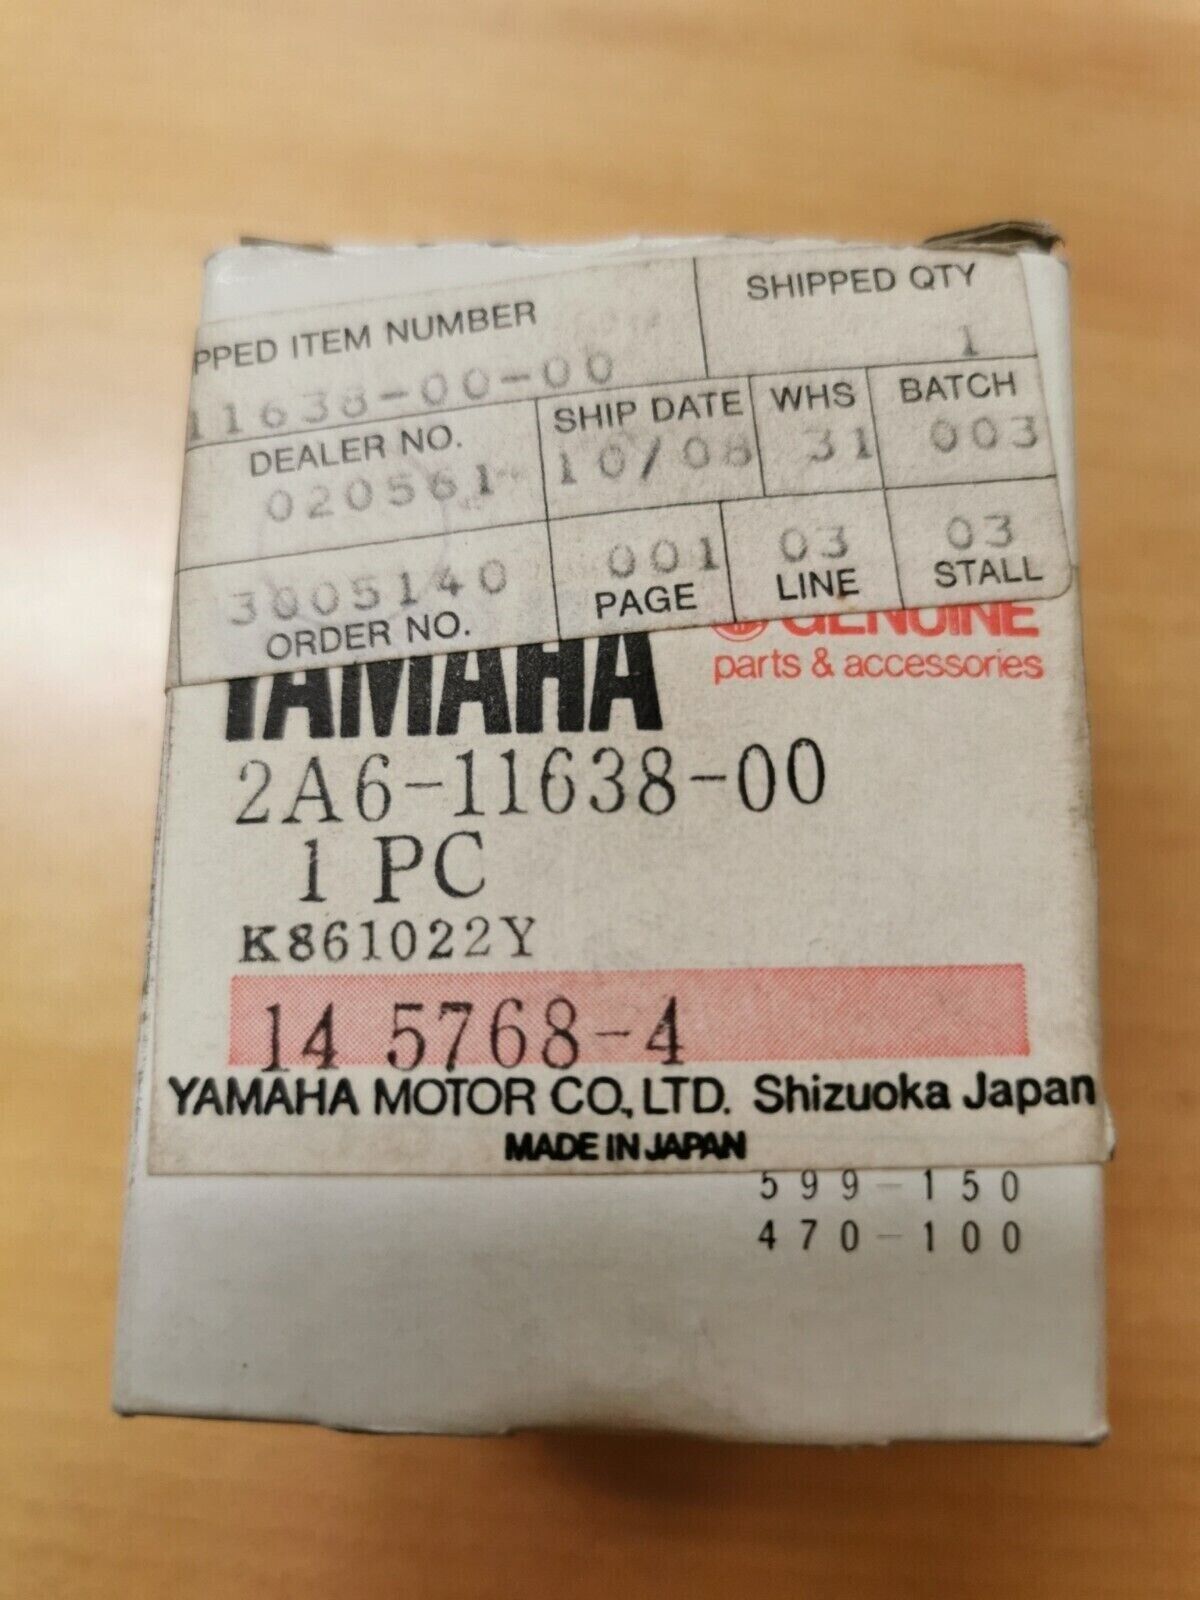 PPED ITEM NUMBER SHIPPED QTY
11638-00-00 1
DEALER NO. SHIP DATE WHS BATCH
020561 10/08 31 003
3005140 001 03 03
ORDER NO. PAGE LINE STALL
YAMAHA GENUINE
parts & accessories
2A6-11638-00
1 PC
K861022Y
14 5768-4
YAMAHA MOTOR CO., LTD. Shizuoka Japan
MADE IN JAPAN
599-150
470-100